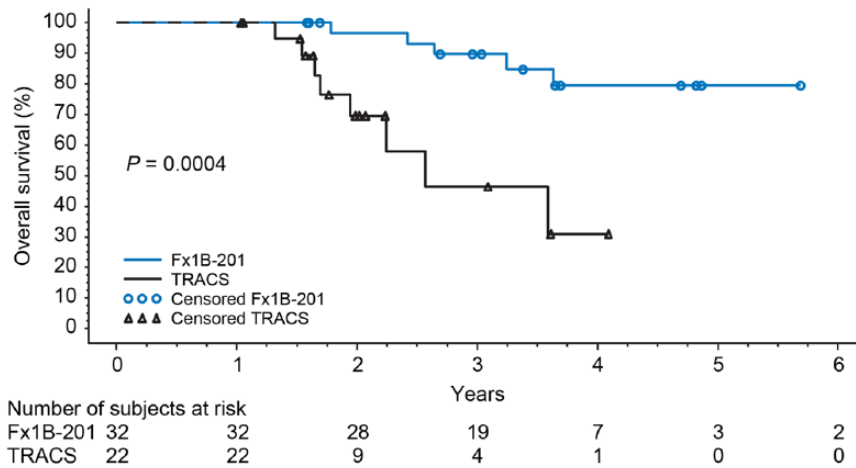 100
90
80
70
60
50
40
30
20
10
0
Overall survival (%)
P = 0.0004
Fx1B-201
TRACS
Censored Fx1B-201
Censored TRACS
0 1 2 3 4 5 6
Years
Number of subjects at risk
Fx1B-201 32 32 28 19 7 3 2
TRACS 22 22 9 4 1 0 0